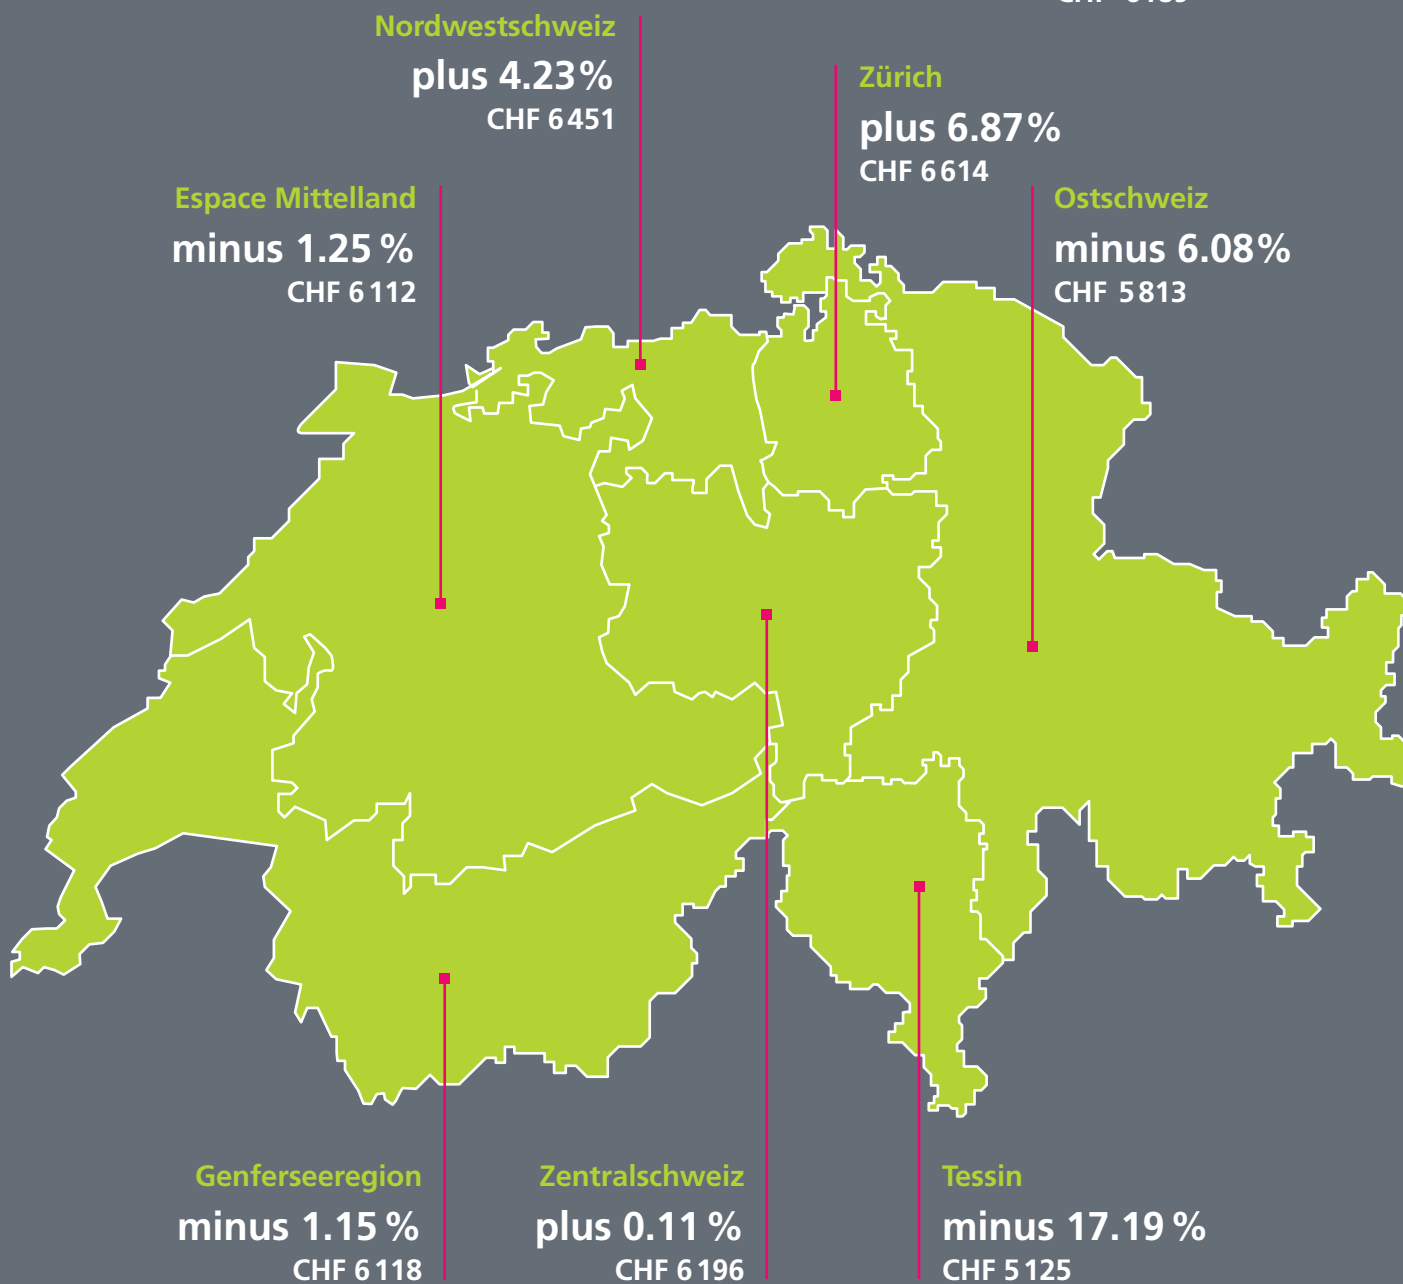 Nordwestschweiz
plus 4.23%
CHF 6451
Zürich
plus 6.87%
CHF 6614
Espace Mittelland
minus 1.25 %
CHF 6112
Ostschweiz
minus 6.08%
CHF 5813
Genferseeregion
minus 1.15 %
CHF 6118
Zentralschweiz
plus 0.11 %
CHF 6196
Tessin
minus 17.19 %
CHF 5125